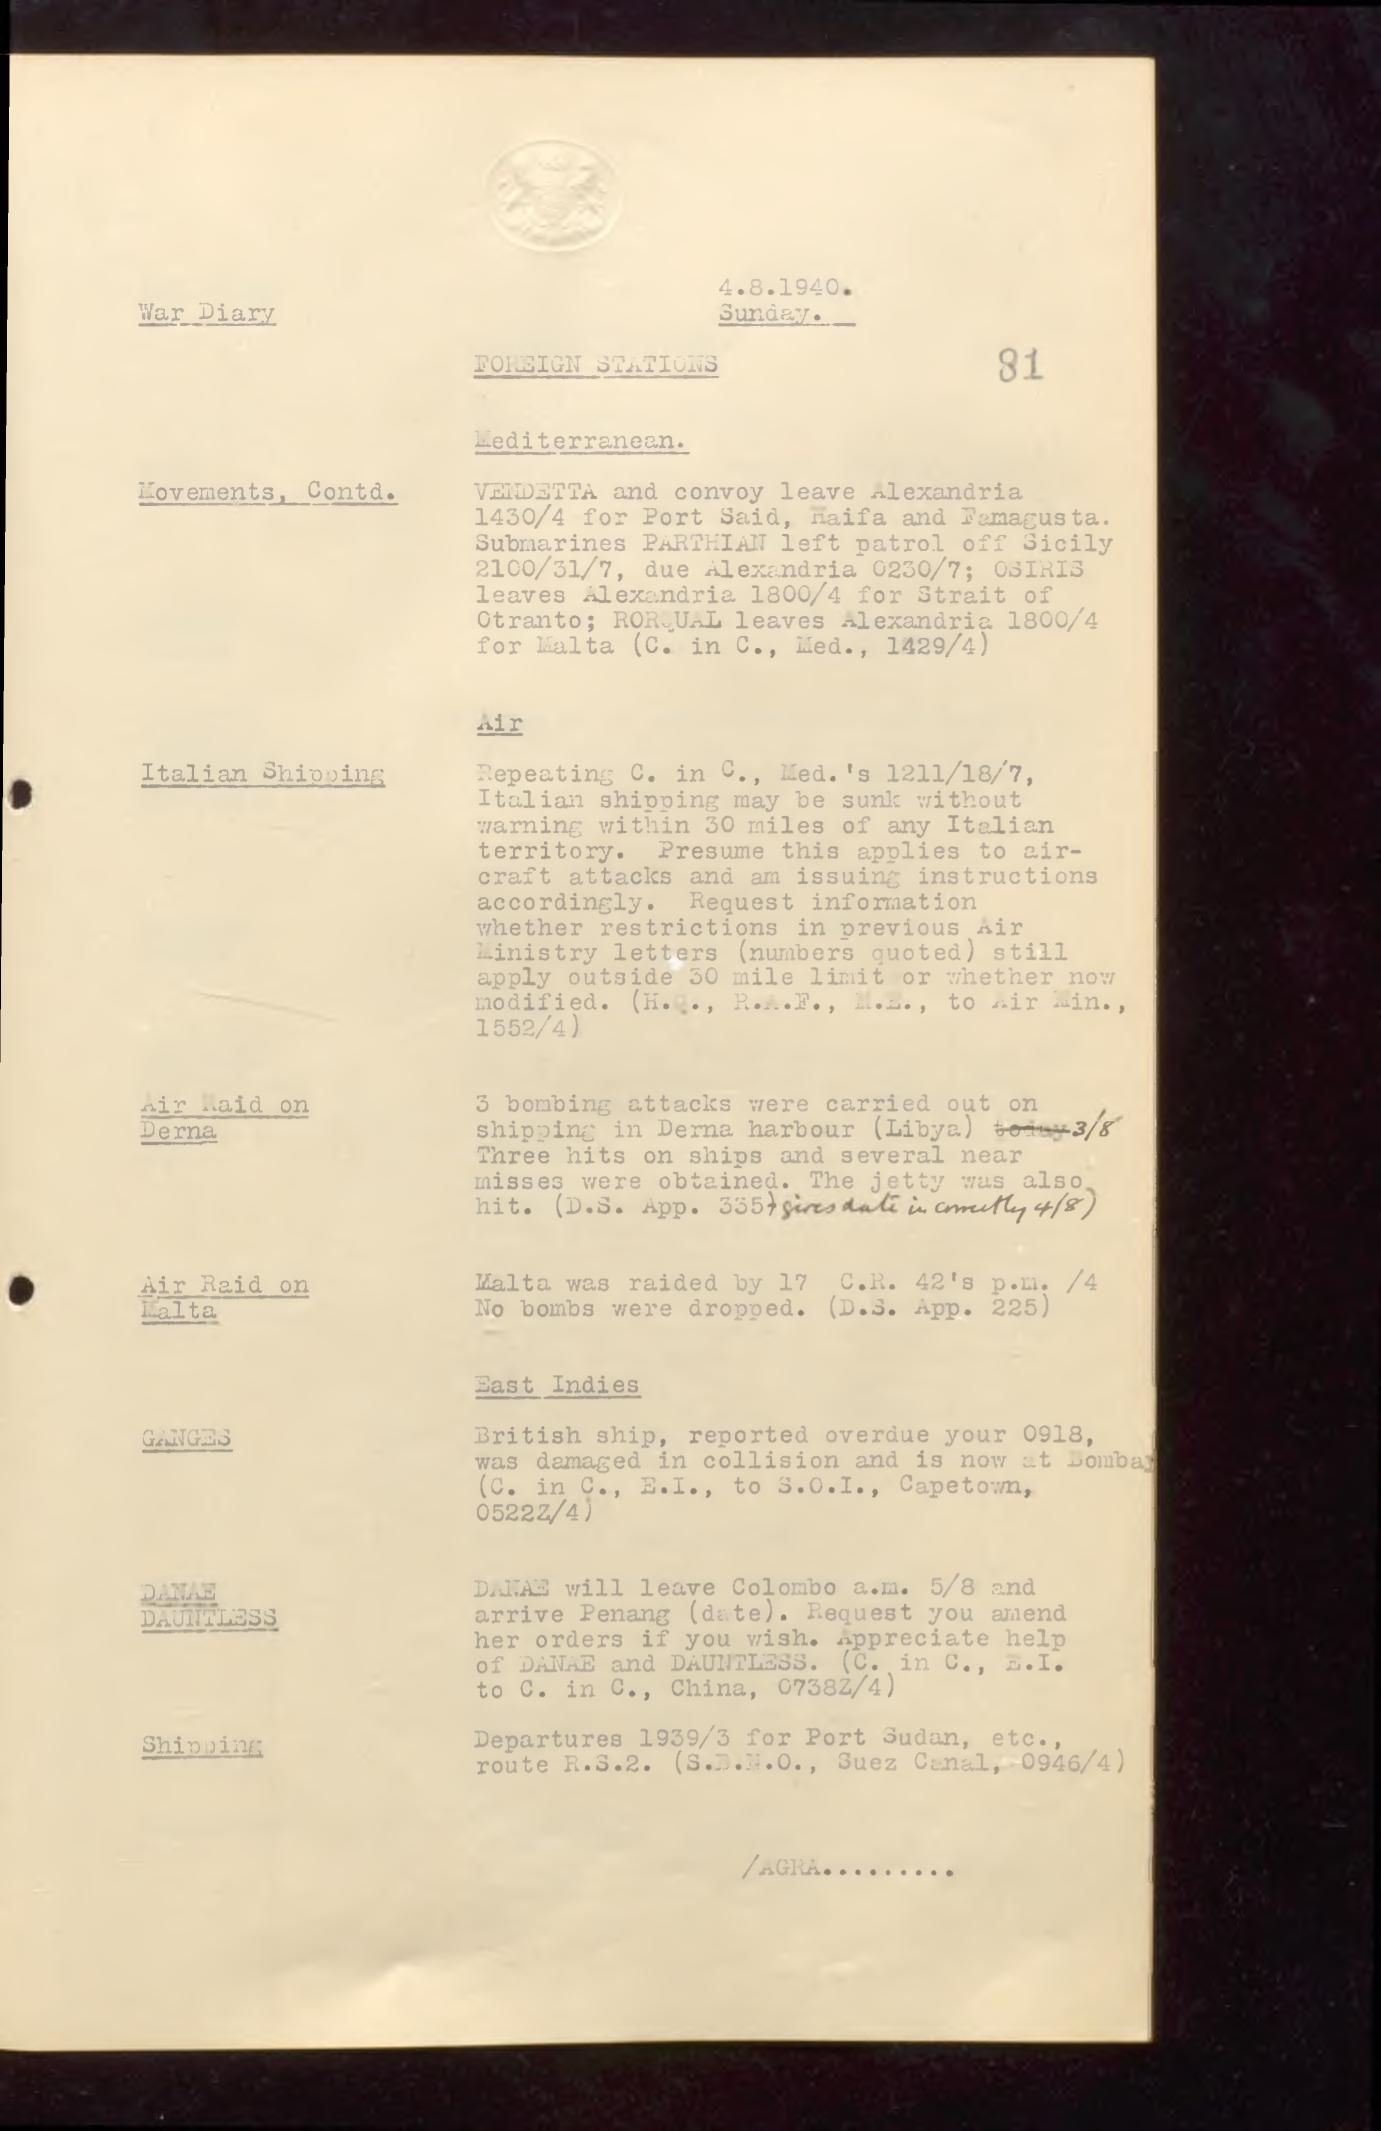 4.8.1940.
War Diary
Sunday.
FOREIGN STATIONS
81
Mediterranean.
Movements, Contd.
VENDETTA and convoy leave Alexandria
1430/4 for Port Said, Haifa and Famagusta.
Submarines PARTHIAN left patrol off Sicily
2100/31/7, due Alexandria 0230/7; OSIRIS
leaves Alexandria 1800/4 for Strait of
Otranto; RORQUAL leaves Alexandria 1800/4
for Malta (C. in C., Med., 1429/4)
Air
Italian Shipping
Repeating C. in C., Med.'s 1211/18/7,
Italian shipping may be sunk without
warning within 30 miles of any Italian
territory. Presume this applies to air-
craft attacks and am issuing instructions
accordingly. Request information
whether restrictions in previous Air
Ministry letters (numbers quoted) still
apply outside 30 mile limit or whether now
modified. (H.Q., R.A.F., M.E., to Air Min.,
1552/4)
Air Raid on
Derna
3 bombing attacks were carried out on
shipping in Derna harbour (Libya) today 3/8
Three hits on ships and several near
misses were obtained. The jetty was also
hit. (D.S. App. 335) gives date incorrectly 4/8)
Air Raid on
Malta
Malta was raided by 17 C.R. 42's p.m. /4
No bombs were dropped. (D.S. App. 225)
East Indies
GANGES
British ship, reported overdue your 0918,
was damaged in collision and is now at Bombay
(C. in C., E.I., to S.O.I., Capetown,
0522Z/4)
DANAE
DAUNTLESS
DANAE will leave Colombo a.m. 5/8 and
arrive Penang (date). Request you amend
her orders if you wish. Appreciate help
of DANAE and DAUNTLESS. (C. in C., E.I.
to C. in C., China, 0738Z/4)
Shipping
Departures 1939/3 for Port Sudan, etc.,
route R.S.2. (S.B.N.O., Suez Canal, 0946/4)
/AGRA.........